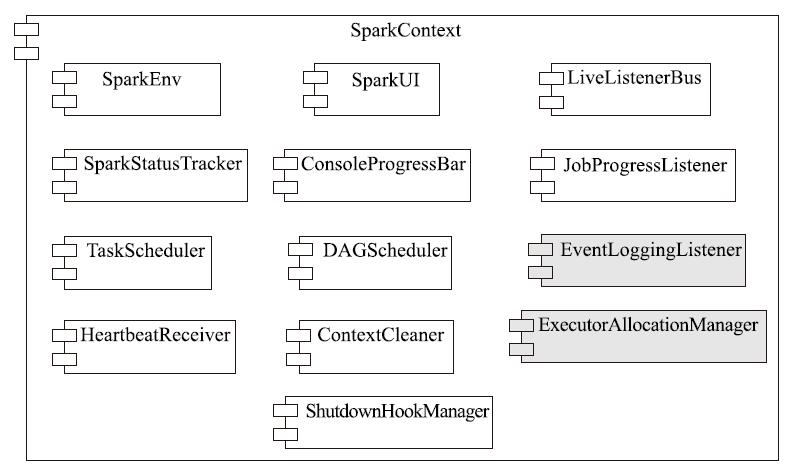 SparkContext
SparkEnv
SparkUI
LiveListenerBus
SparkStatusTracker
ConsoleProgressBar
JobProgressListener
TaskScheduler
DAGScheduler
EventLoggingListener
HeartbeatReceiver
ContextCleaner
ExecutorAllocationManager
ShutdownHookManager